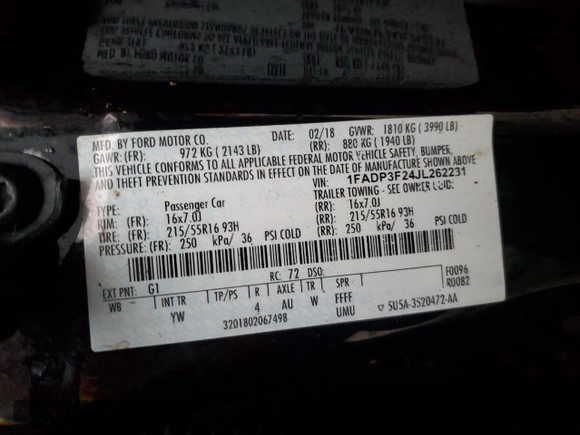 MFD. BY FORD MOTOR CO. DATE: 02/18 GVWR: 1810 KG ( 3990 LB)
GAWR: (FR): 972 KG ( 2143 LB) (RR): 880 KG ( 1940 LB)
THIS VEHICLE CONFORMS TO ALL APPLICABLE FEDERAL MOTOR VEHICLE SAFETY, BUMPER,
AND THEFT PREVENTION STANDARDS IN EFFECT ON THE DATE OF MANUFACTURE SHOWN ABOVE
VIN: 1FADP3F24JL262231
TYPE: Passenger Car TRAILER TOWING - SEE OWNER GUIDE
RIM: (FR): 16x7.0J (RR): 16x7.0J
TIRE: (FR): 215/55R16 93H (RR): 215/55R16 93H
PRESSURE: (FR): 250 kPa/ 36 PSI COLD (RR): 250 kPa/ 36 PSI COLD
EXT PNT: G1 RC: 72 DSO: F0096
WB INT TR TP/PS R AXLE TR SPR R0082
YW 4 AU W FFFF
3201802067498 UMU ▽ SU5A-3520472-AA